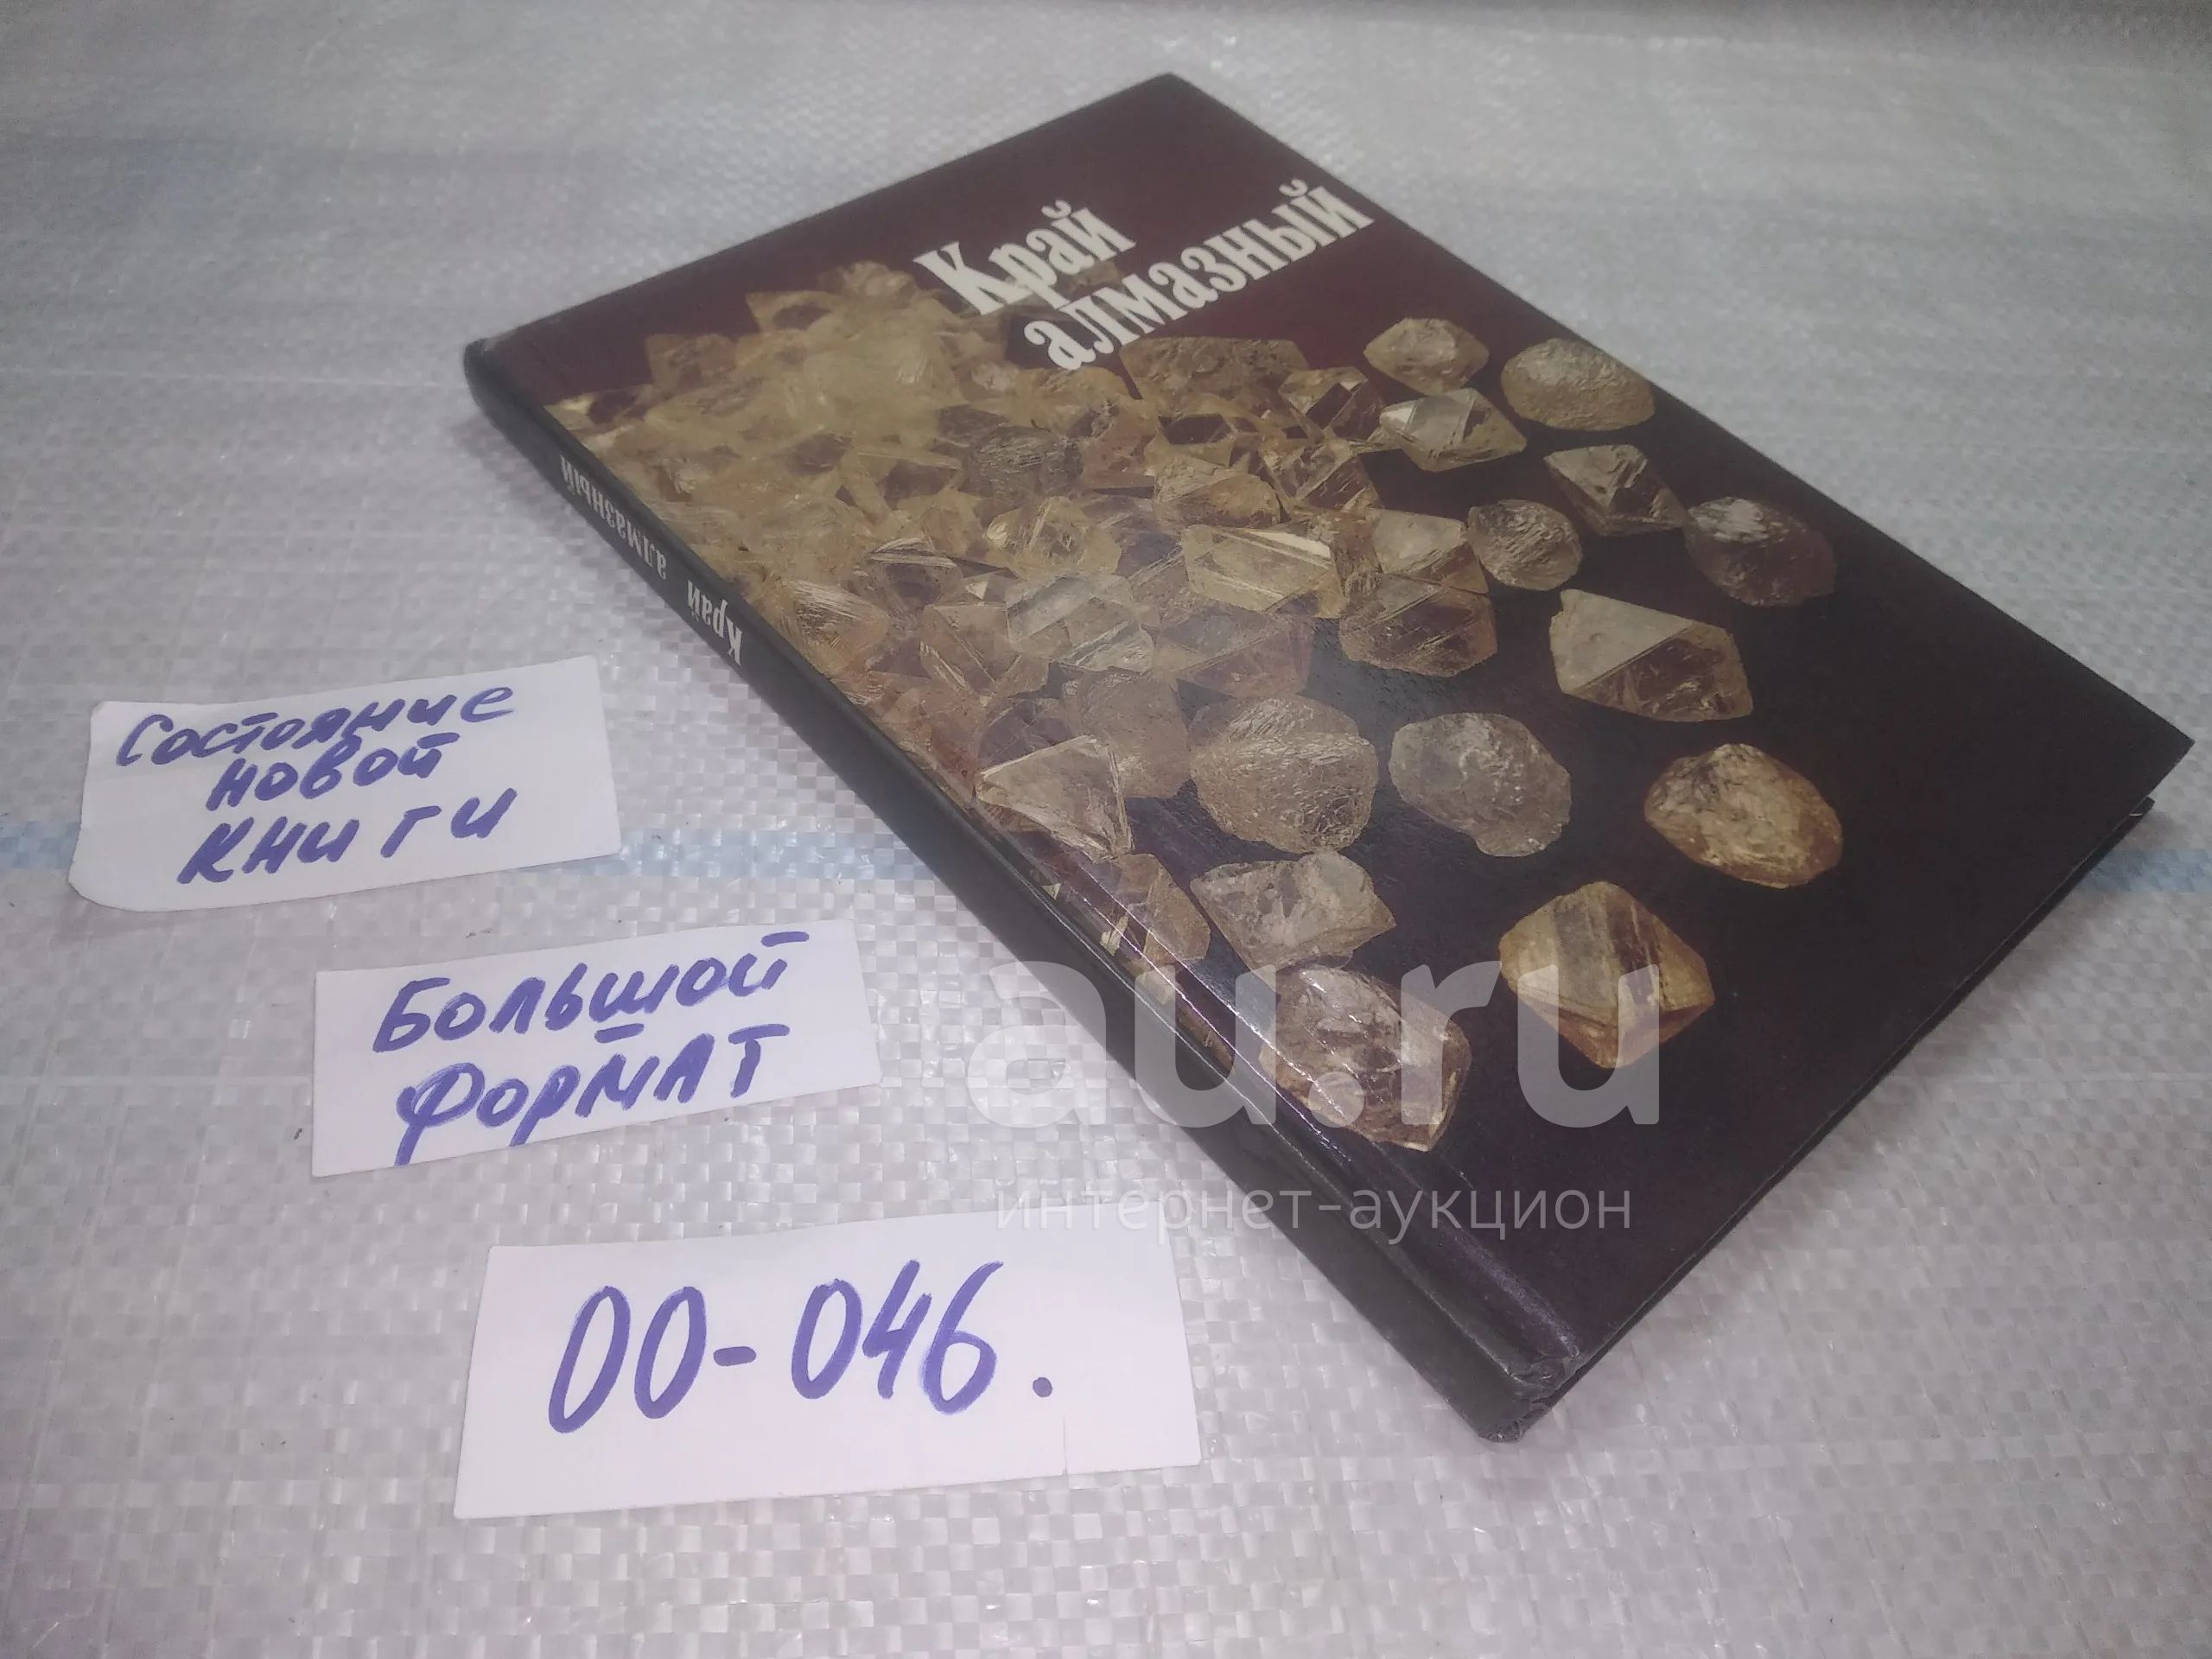 Край
алмазный
Край алмазный
Состояние
новой
книги
Большой
формат
00-046.
au.ru
интернет-аукцион